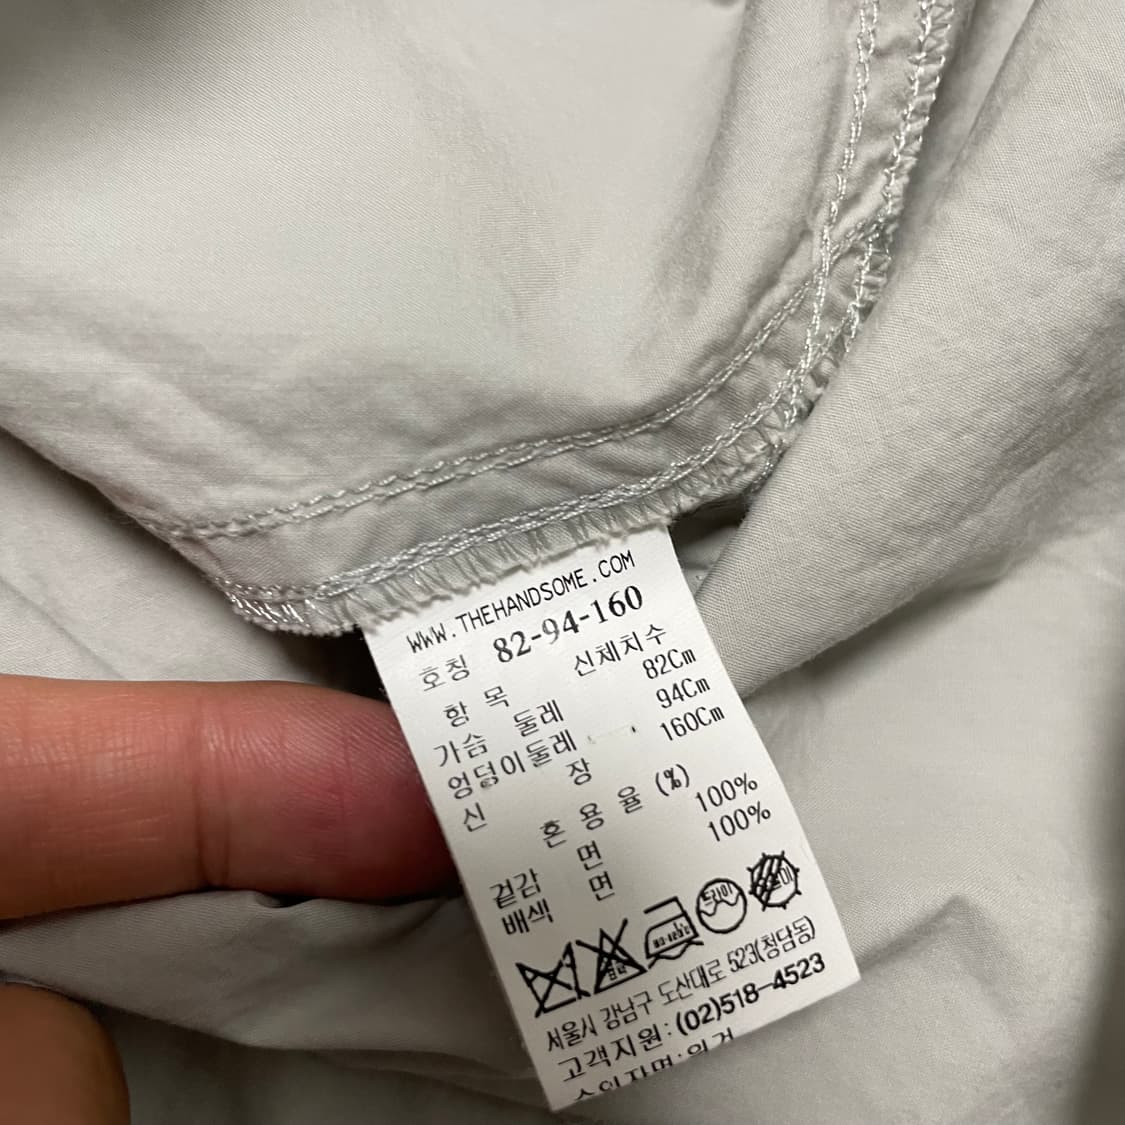 WWW.THEHANDSOME.COM
호칭 82-94-160
항 목 신체치수
가슴 둘레 82Cm
엉덩이둘레 94Cm
신 장 160Cm
혼 용 율 (%)
겉감 면 100%
배색 면 100%
드라이
서울시 강남구 도산대로 523(청담동)
고객지원:(02)518-4523